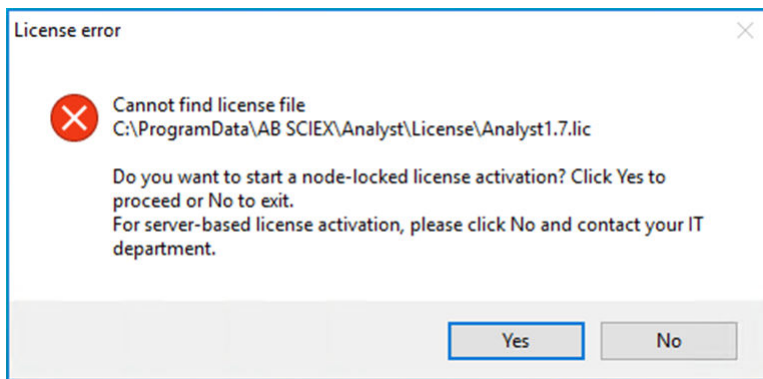 License error
Cannot find license file
C:\ProgramData\AB SCIEX\Analyst\License\Analyst1.7.lic
Do you want to start a node-locked license activation? Click Yes to
proceed or No to exit.
For server-based license activation, please click No and contact your IT
department.
Yes
No